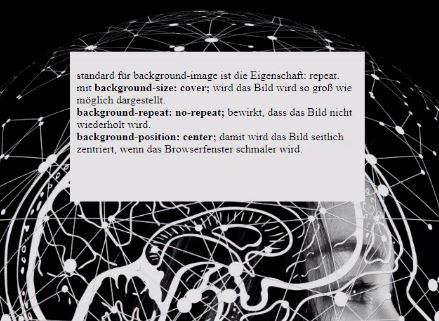 standard für background-image ist die Eigenschaft: repeat.
mit background-size: cover; wird das Bild wird so groß wie
möglich dargestellt.
background-repeat: no-repeat; bewirkt, dass das Bild nicht
wiederholt wird.
background-position: center; damit wird das Bild seitlich
zentriert, wenn das Browserfenster schmaler wird.